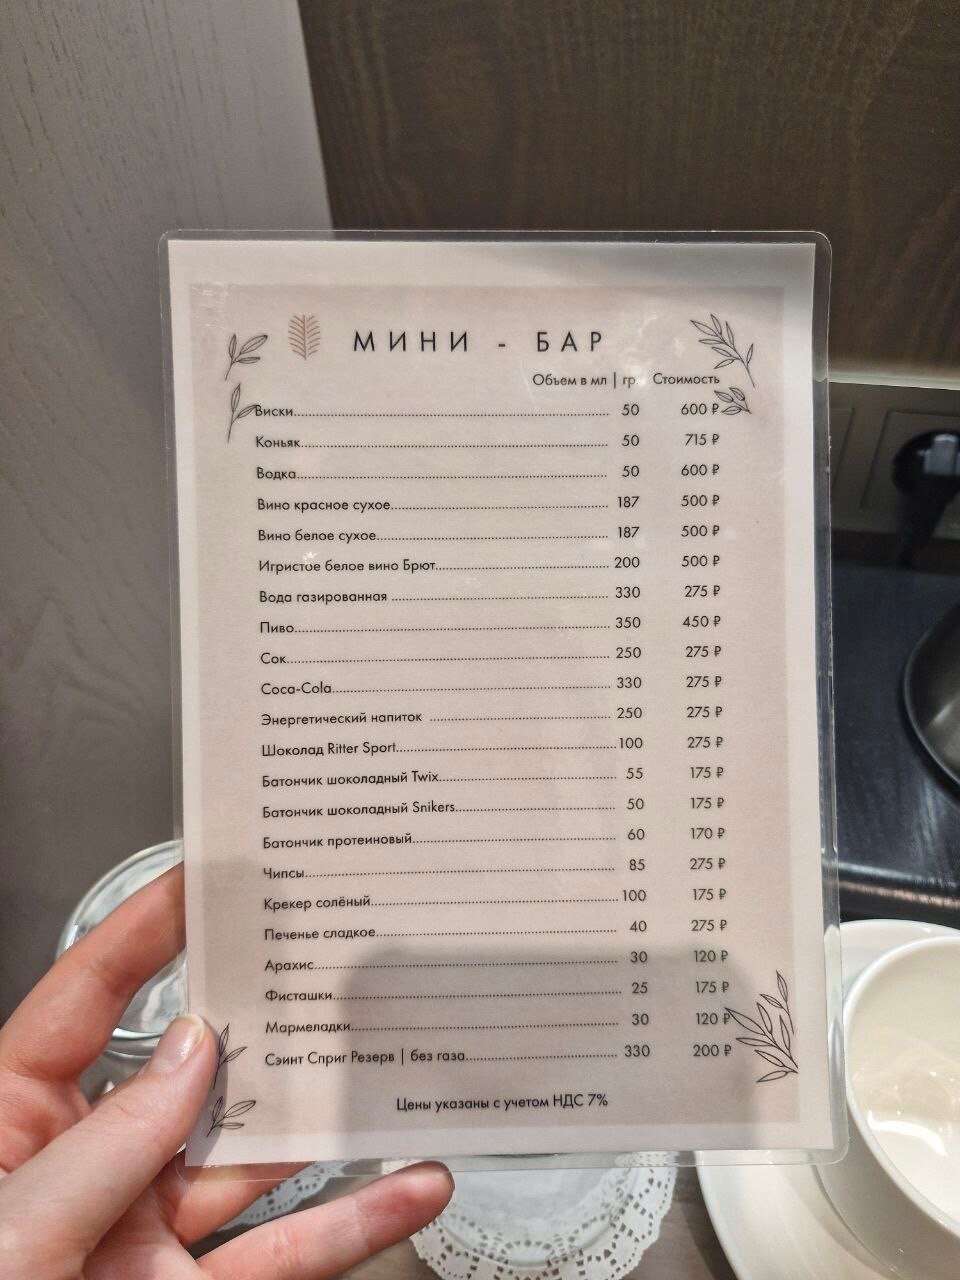 МИНИ - БАР
Объем в мл | гр. Стоимость
Виски 50 600 ₽
Коньяк 50 715 ₽
Водка 50 600 ₽
Вино красное сухое 187 500 ₽
Вино белое сухое 187 500 ₽
Игристое белое вино Брют 200 500 ₽
Вода газированная 330 275 ₽
Пиво 350 450 ₽
Сок 250 275 ₽
Coca-Cola 330 275 ₽
Энергетический напиток 250 275 ₽
Шоколад Ritter Sport 100 275 ₽
Батончик шоколадный Twix 55 175 ₽
Батончик шоколадный Snikers 50 175 ₽
Батончик протеиновый 60 170 ₽
Чипсы 85 275 ₽
Крекер солёный 100 175 ₽
Печенье сладкое 40 275 ₽
Арахис 30 120 ₽
Фисташки 25 175 ₽
Мармеладки 30 120 ₽
Сэинт Сприг Резерв | без газа 330 200 ₽
Цены указаны с учетом НДС 7%